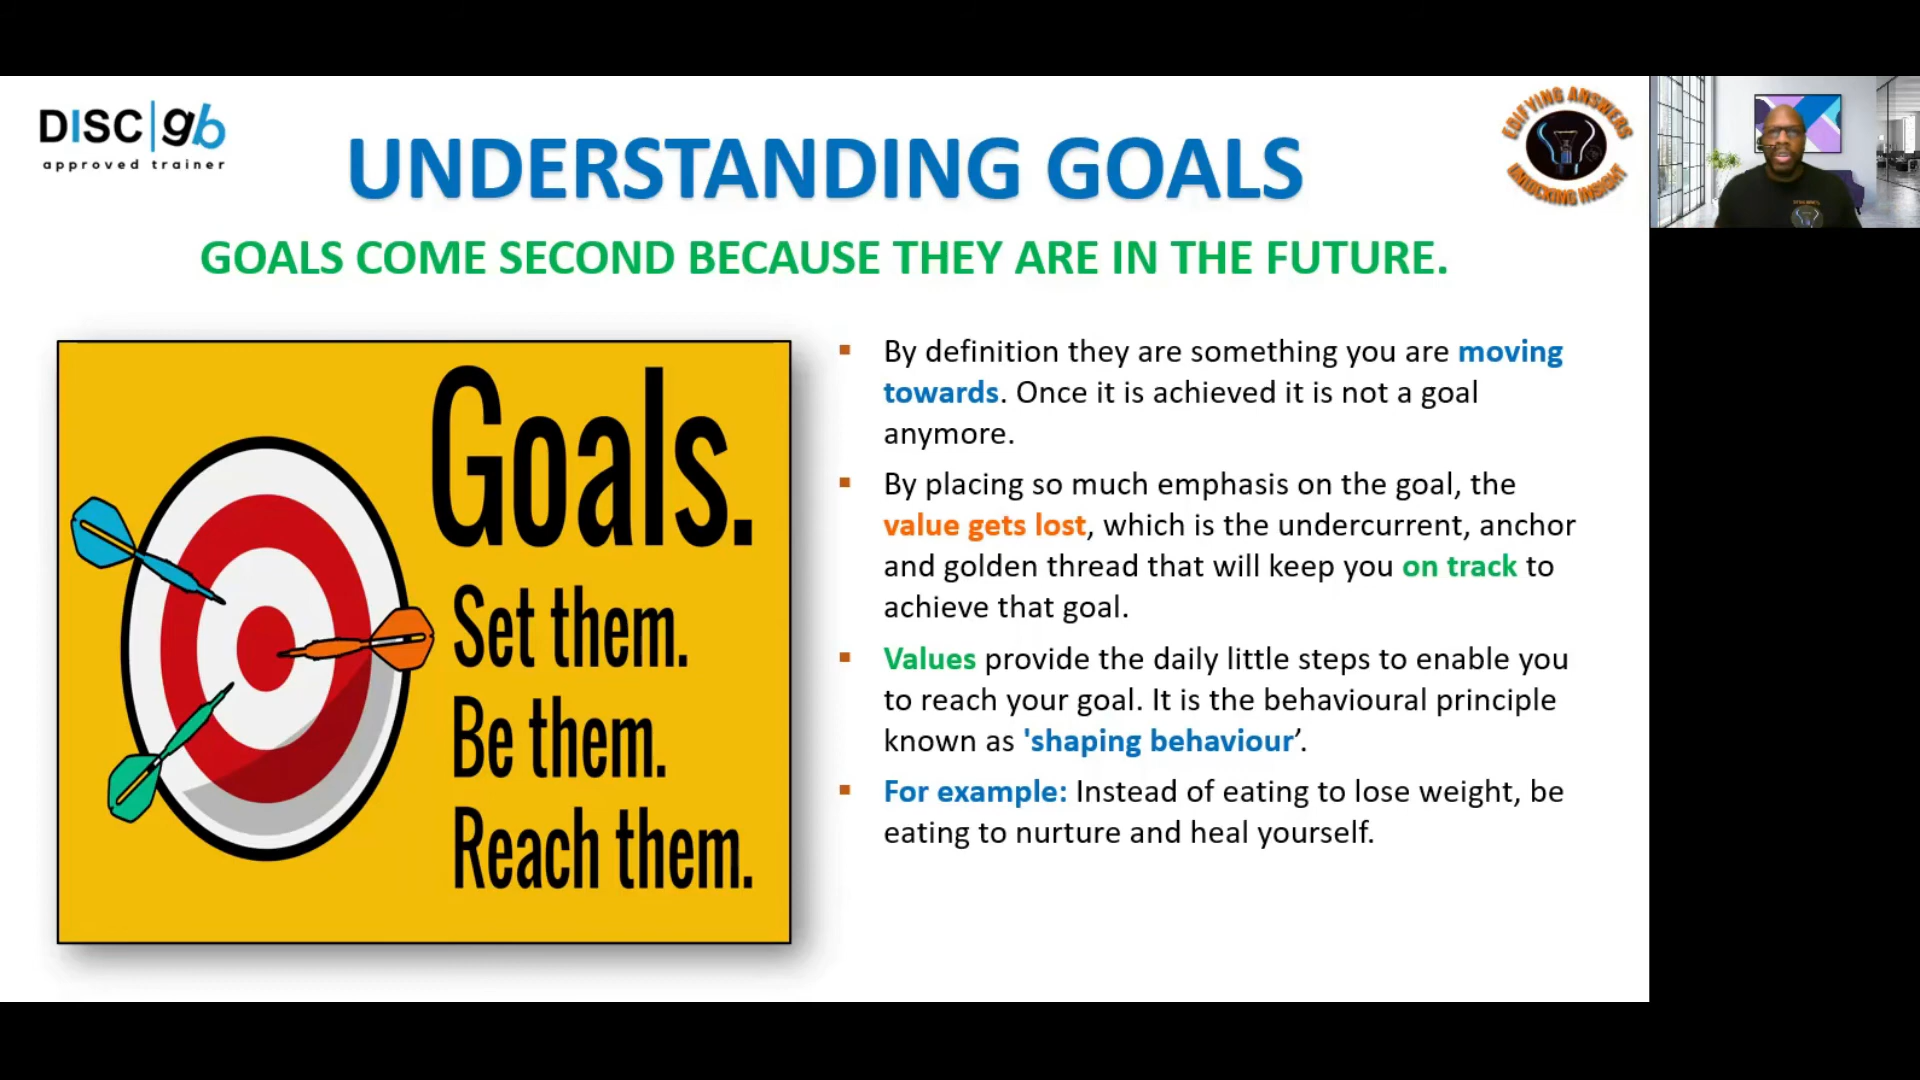 DISC|gb
approved trainer
UNDERSTANDING GOALS
EDIFYING ANSWERS
UNLOCKING INSIGHT
GOALS COME SECOND BECAUSE THEY ARE IN THE FUTURE.
Goals.
Set them.
Be them.
Reach them.
▪ By definition they are something you are moving
towards. Once it is achieved it is not a goal
anymore.
▪ By placing so much emphasis on the goal, the
value gets lost, which is the undercurrent, anchor
and golden thread that will keep you on track to
achieve that goal.
▪ Values provide the daily little steps to enable you
to reach your goal. It is the behavioural principle
known as 'shaping behaviour’.
▪ For example: Instead of eating to lose weight, be
eating to nurture and heal yourself.